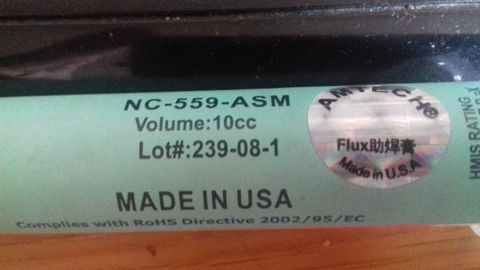 NC-559-ASM
Volume:10cc
Lot#:239-08-1
MADE IN USA
Complies with RoHS Directive 2002/95/EC
AMTECH®
Flux助焊膏
Made in U.S.A
HMIS RATING